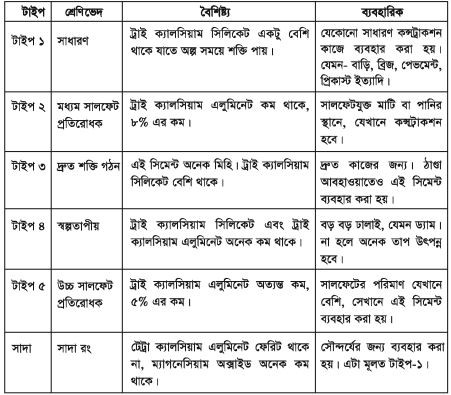 টাইপ শ্রেণিভেদ বৈশিষ্ট্য ব্যবহারিক
টাইপ ১ সাধারণ ট্রাই ক্যালসিয়াম সিলিকেট একটু বেশি
থাকে যাতে অল্প সময়ে শক্তি পায়।
যেকোনো সাধারণ কন্সট্রাকশন
কাজে ব্যবহার করা হয়।
যেমন- বাড়ি, ব্রিজ, পেভমেন্ট,
প্রিকাস্ট ইত্যাদি।
টাইপ ২ মধ্যম সালফেট
প্রতিরোধক
ট্রাই ক্যালসিয়াম এলুমিনেট কম থাকে,
৮% এর কম।
সালফেটযুক্ত মাটি বা পানির
স্থানে, যেখানে কন্সট্রাকশন
হবে।
টাইপ ৩ দ্রুত শক্তি গঠন এই সিমেন্ট অনেক মিহি। ট্রাই ক্যালসিয়াম
সিলিকেট বেশি থাকে।
দ্রুত কাজের জন্য। ঠাণ্ডা
আবহাওয়াতেও এই সিমেন্ট
ব্যবহার করা হয়।
টাইপ ৪ স্বল্পতাপীয় ট্রাই ক্যালসিয়াম সিলিকেট এবং ট্রাই
ক্যালসিয়াম এলুমিনেট অনেক কম থাকে।
বড় বড় ঢালাই, যেমন ড্যাম।
না হলে অনেক তাপ উৎপন্ন
হবে।
টাইপ ৫ উচ্চ সালফেট
প্রতিরোধক
ট্রাই ক্যালসিয়াম এলুমিনেট অত্যন্ত কম,
৫% এর কম।
সালফেটের পরিমাণ যেখানে
বেশি, সেখানে এই সিমেন্ট
ব্যবহার করা হয়।
সাদা সাদা রং টেট্রা ক্যালসিয়াম এলুমিনেট ফেরিট থাকে
না, ম্যাগনেসিয়াম অক্সাইড অনেক কম
থাকে।
সৌন্দর্যের জন্য ব্যবহার করা
হয়। এটা মূলত টাইপ-১।